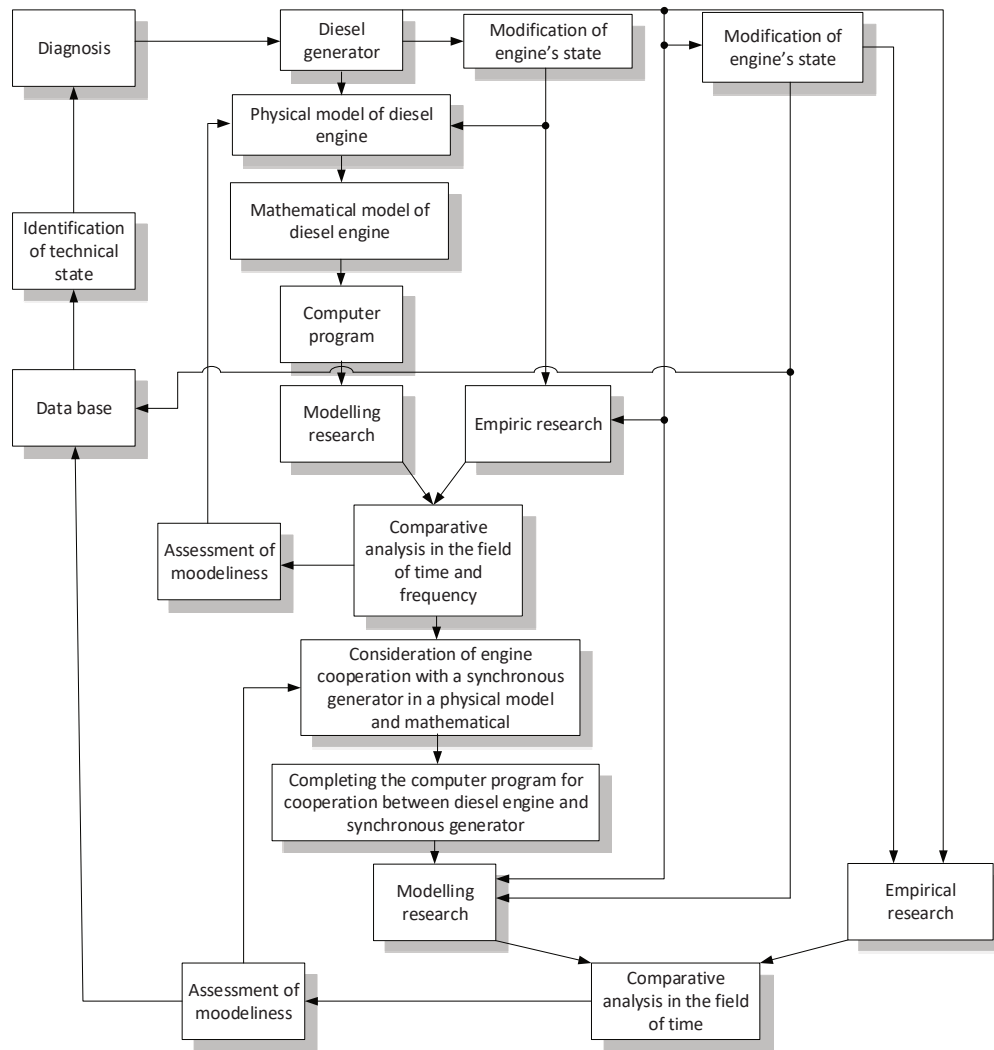 Diagnosis
Diesel
generator
Modification of
engine’s state
Modification of
engine’s state
Physical model of diesel
engine
Mathematical model of
diesel engine
Identification
of technical
state
Computer
program
Data base
Modelling
research
Empiric research
Assessment of
moodeliness
Comparative
analysis in the field
of time and
frequency
Consideration of engine
cooperation with a synchronous
generator in a physical model
and mathematical
Completing the computer program for
cooperation between diesel engine and
synchronous generator
Modelling
research
Empirical
research
Assessment of
moodeliness
Comparative
analysis in the field
of time